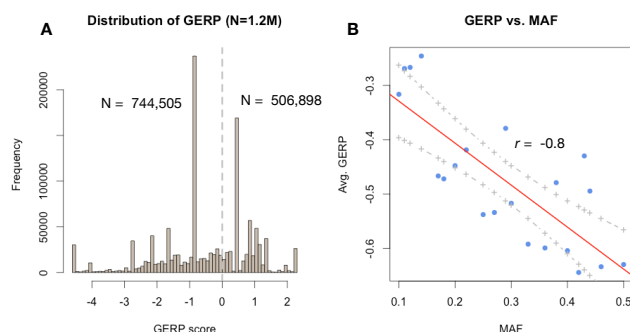 A
Distribution of GERP (N=1.2M)
N = 744,505
N = 506,898
Frequency
0
50000
100000
200000
-4
-3
-2
-1
0
1
2
GERP score
B
GERP vs. MAF
r = -0.8
Avg. GERP
-0.3
-0.4
-0.5
-0.6
0.1
0.2
0.3
0.4
0.5
MAF